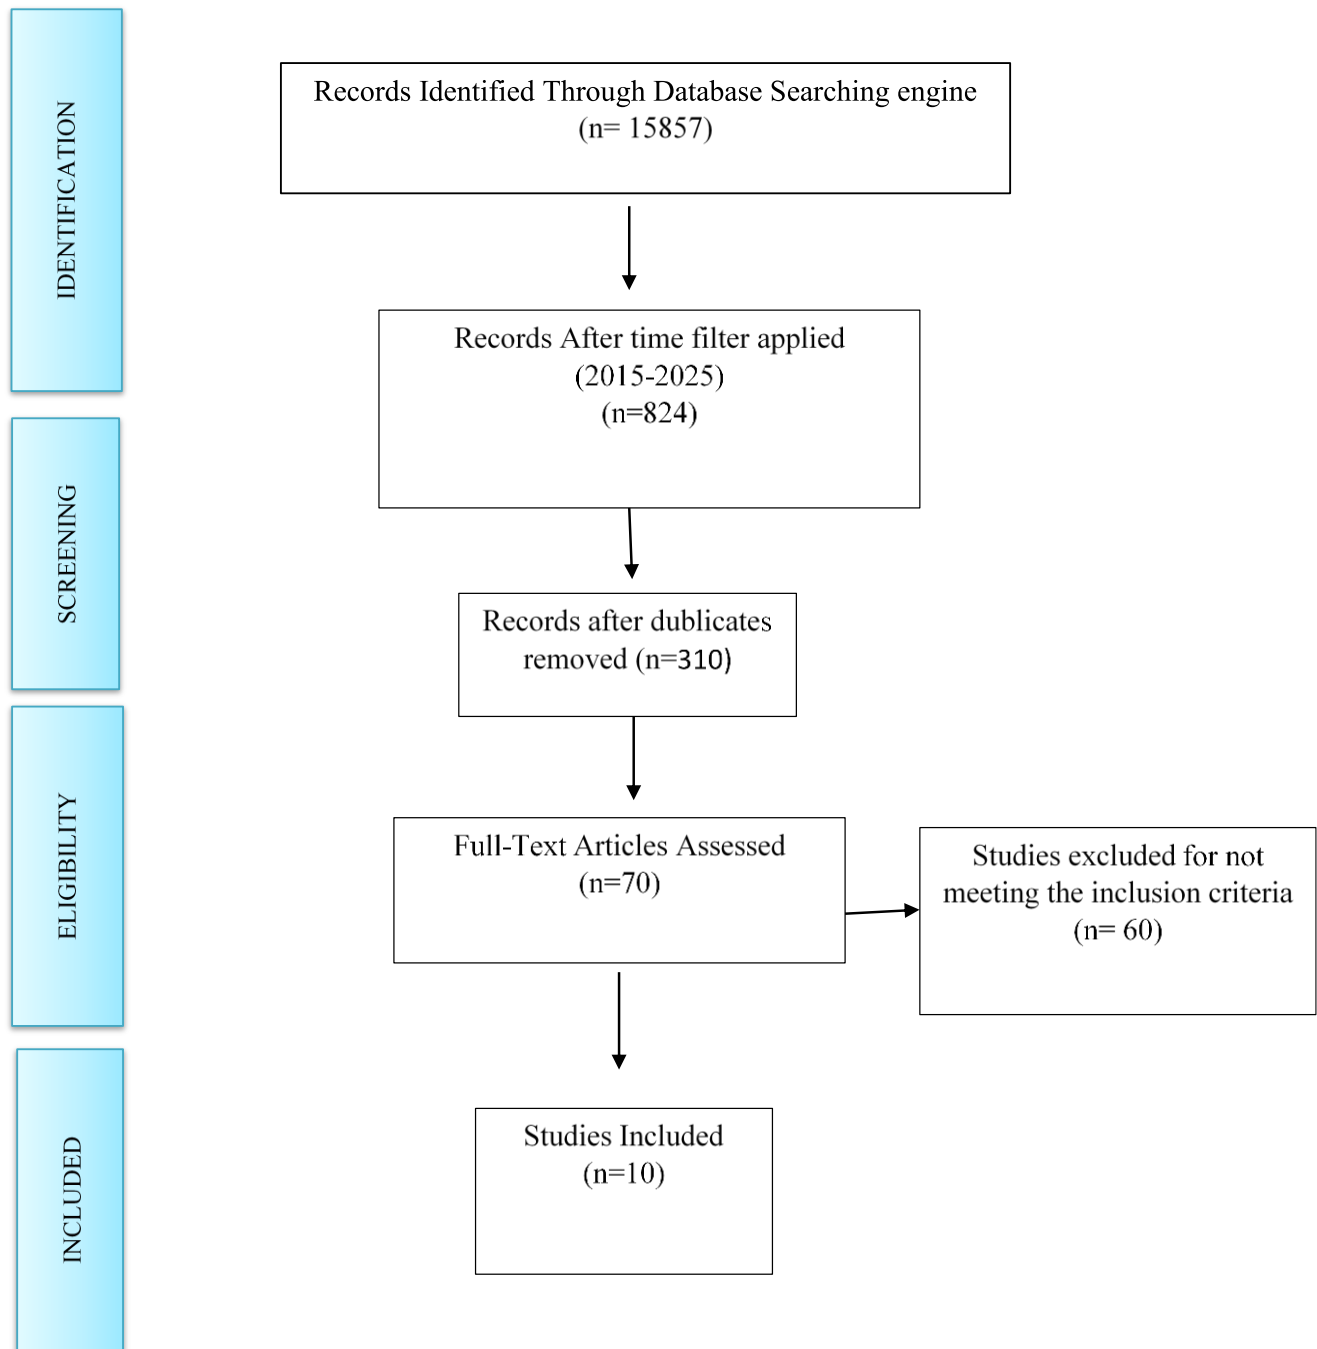 IDENTIFICATION
Records Identified Through Database Searching engine
(n= 15857)
Records After time filter applied
(2015-2025)
(n=824)
SCREENING
Records after dublicates
removed (n=310)
ELIGIBILITY
Full-Text Articles Assessed
(n=70)
Studies excluded for not
meeting the inclusion criteria
(n= 60)
INCLUDED
Studies Included
(n=10)